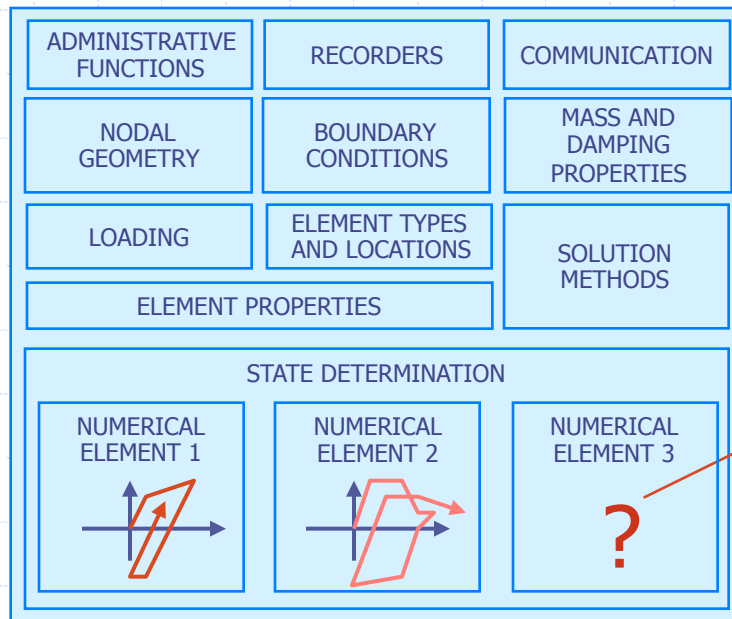 ADMINISTRATIVE
FUNCTIONS
RECORDERS
COMMUNICATION
NODAL
GEOMETRY
BOUNDARY
CONDITIONS
MASS AND
DAMPING
PROPERTIES
LOADING
ELEMENT TYPES
AND LOCATIONS
SOLUTION
METHODS
ELEMENT PROPERTIES
STATE DETERMINATION
NUMERICAL
ELEMENT 1
NUMERICAL
ELEMENT 2
NUMERICAL
ELEMENT 3
?